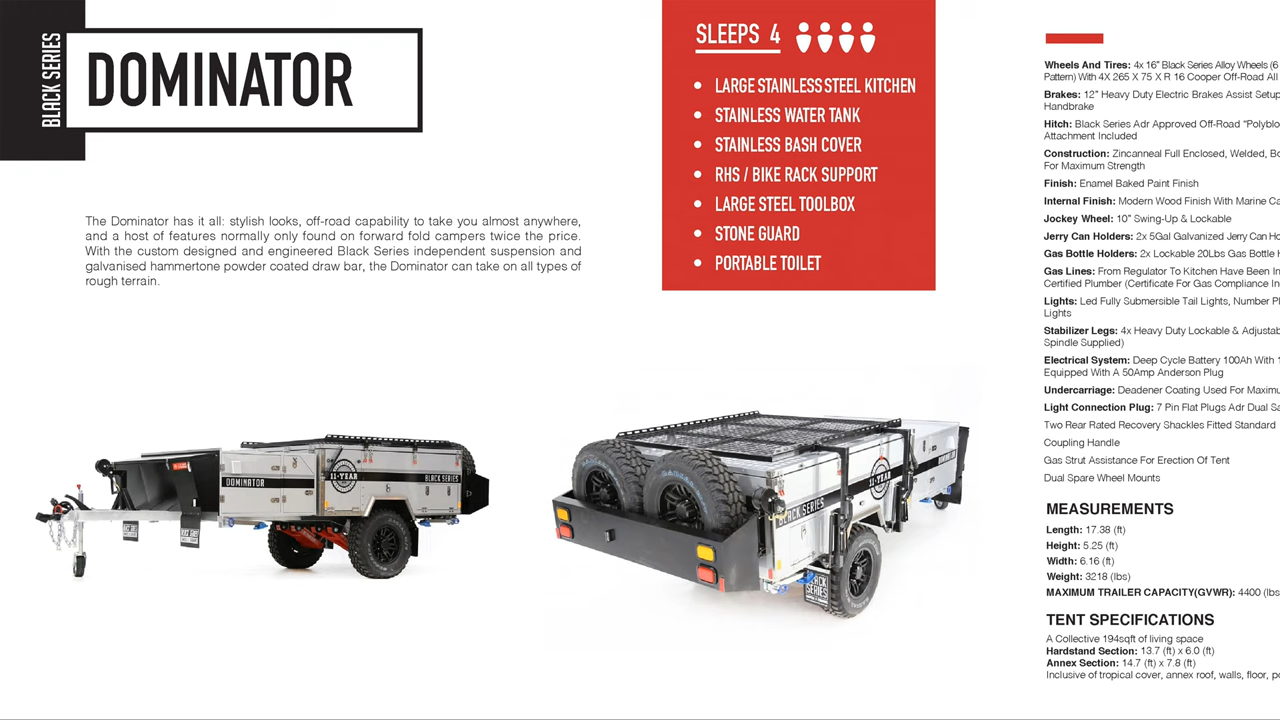 BLACK SERIES
DOMINATOR
The Dominator has it all: stylish looks, off-road capability to take you almost anywhere,
and a host of features normally only found on forward fold campers twice the price.
With the custom designed and engineered Black Series independent suspension and
galvanised hammertone powder coated draw bar, the Dominator can take on all types of
rough terrain.
SLEEPS 4
• LARGE STAINLESS STEEL KITCHEN
• STAINLESS WATER TANK
• STAINLESS BASH COVER
• RHS / BIKE RACK SUPPORT
• LARGE STEEL TOOLBOX
• STONE GUARD
• PORTABLE TOILET
DOMINATOR
11-YEAR
BLACK SERIES
BLACK SERIES
11-YEAR
BLACK
SERIES
Wheels And Tires: 4x 16" Black Series Alloy Wheels (6
Pattern) With 4X 265 X 75 X R 16 Cooper Off-Road All
Brakes: 12" Heavy Duty Electric Brakes Assist Setup
Handbrake
Hitch: Black Series Adr Approved Off-Road "Polyblo
Attachment Included
Construction: Zincanneal Full Enclosed, Welded, Bo
For Maximum Strength
Finish: Enamel Baked Paint Finish
Internal Finish: Modern Wood Finish With Marine Ca
Jockey Wheel: 10" Swing-Up & Lockable
Jerry Can Holders: 2x 5Gal Galvanized Jerry Can Ho
Gas Bottle Holders: 2x Lockable 20Lbs Gas Bottle H
Gas Lines: From Regulator To Kitchen Have Been In
Certified Plumber (Certificate For Gas Compliance In
Lights: Led Fully Submersible Tail Lights, Number Pl
Lights
Stabilizer Legs: 4x Heavy Duty Lockable & Adjustab
Spindle Supplied)
Electrical System: Deep Cycle Battery 100Ah With 1
Equipped With A 50Amp Anderson Plug
Undercarriage: Deadener Coating Used For Maximu
Light Connection Plug: 7 Pin Flat Plugs Adr Dual Sa
Two Rear Rated Recovery Shackles Fitted Standard
Coupling Handle
Gas Strut Assistance For Erection Of Tent
Dual Spare Wheel Mounts
MEASUREMENTS
Length: 17.38 (ft)
Height: 5.25 (ft)
Width: 6.16 (ft)
Weight: 3218 (lbs)
MAXIMUM TRAILER CAPACITY(GVWR): 4400 (lbs
TENT SPECIFICATIONS
A Collective 194sqft of living space
Hardstand Section: 13.7 (ft) x 6.0 (ft)
Annex Section: 14.7 (ft) x 7.8 (ft)
Inclusive of tropical cover, annex roof, walls, floor, po